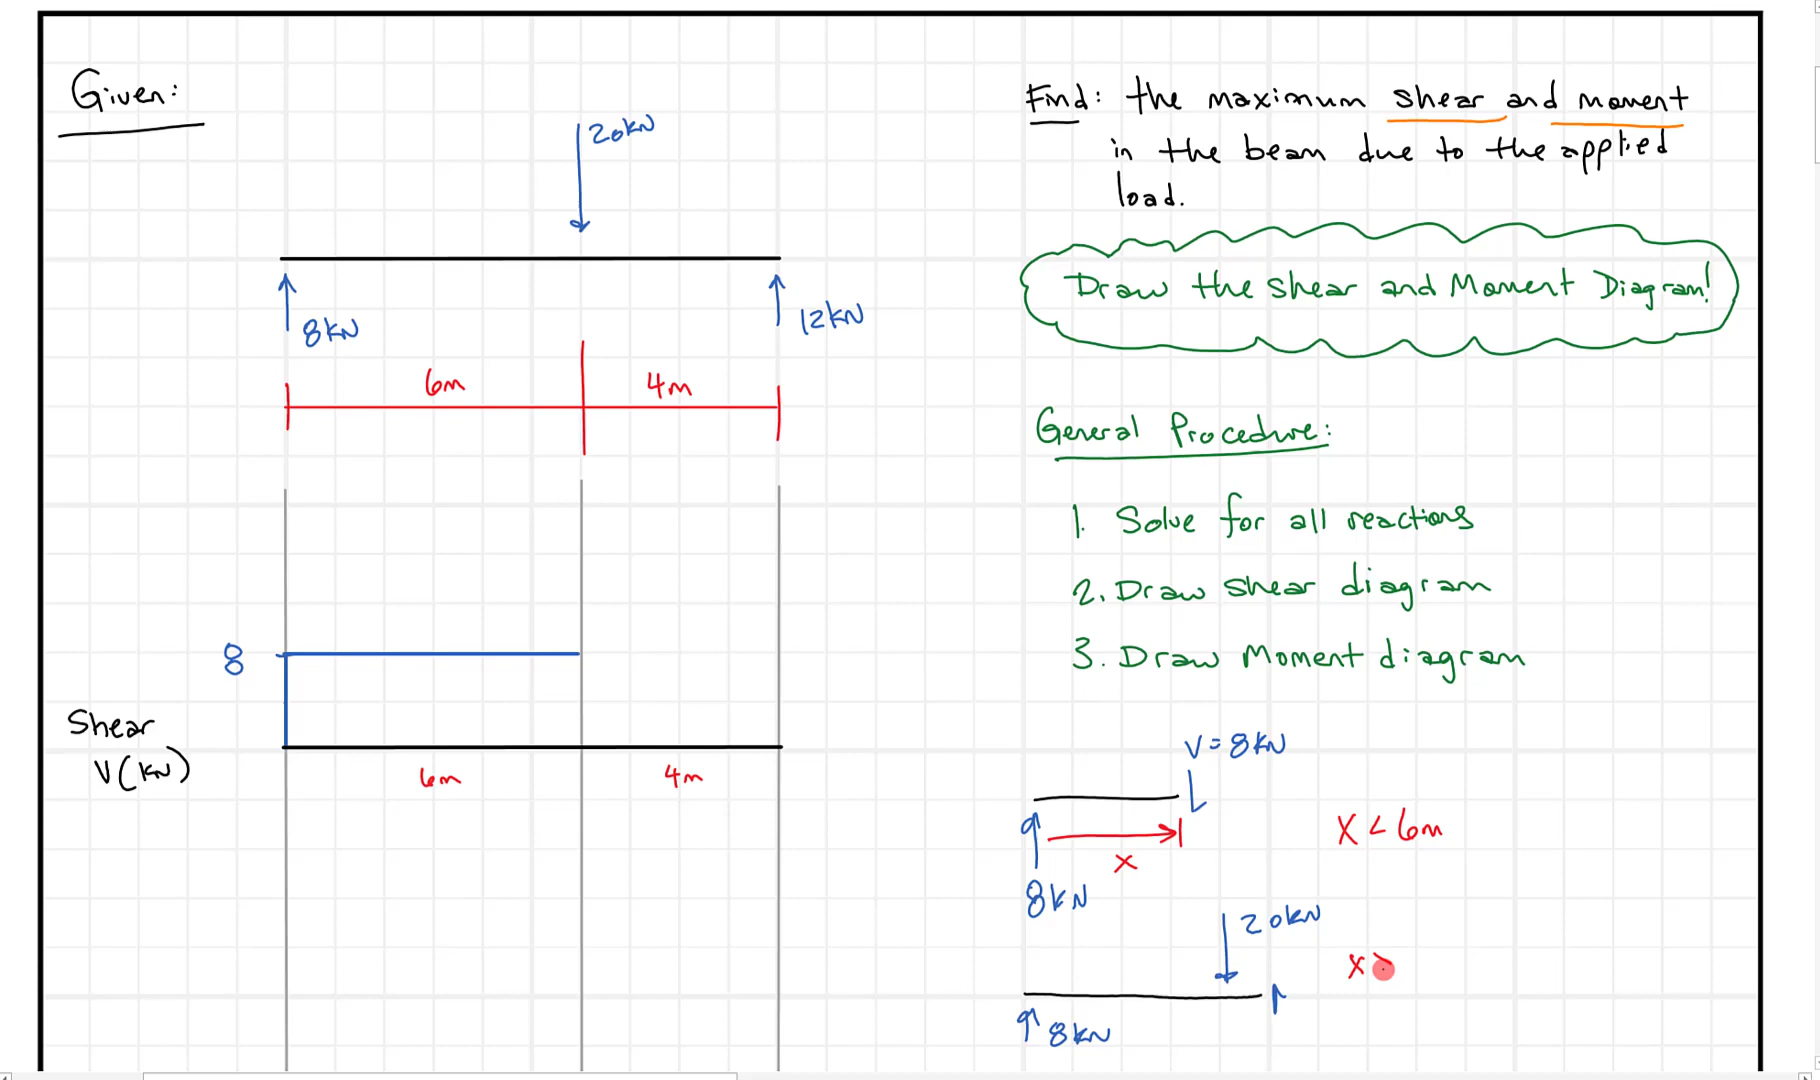 Given:
20kN
8kN
12kN
6m
4m
8
Shear
V(kN)
6m
4m
Find: the maximum shear and moment
in the beam due to the applied
load.
Draw the Shear and Moment Diagram!
General Procedure:
1. Solve for all reactions
2. Draw shear diagram
3. Draw Moment diagram
V = 8kN
x
X < 6m
8kN
20kN
x >
8kN